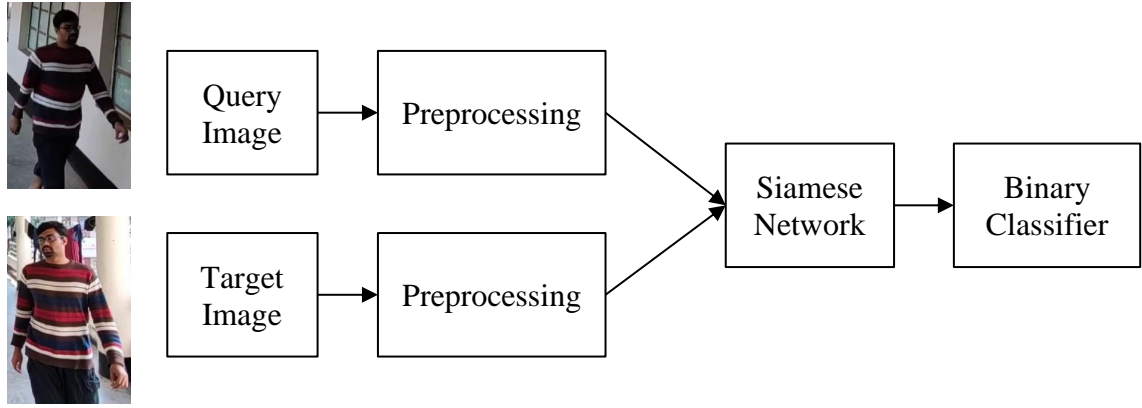 Query
Image
Preprocessing
Target
Image
Preprocessing
Siamese
Network
Binary
Classifier